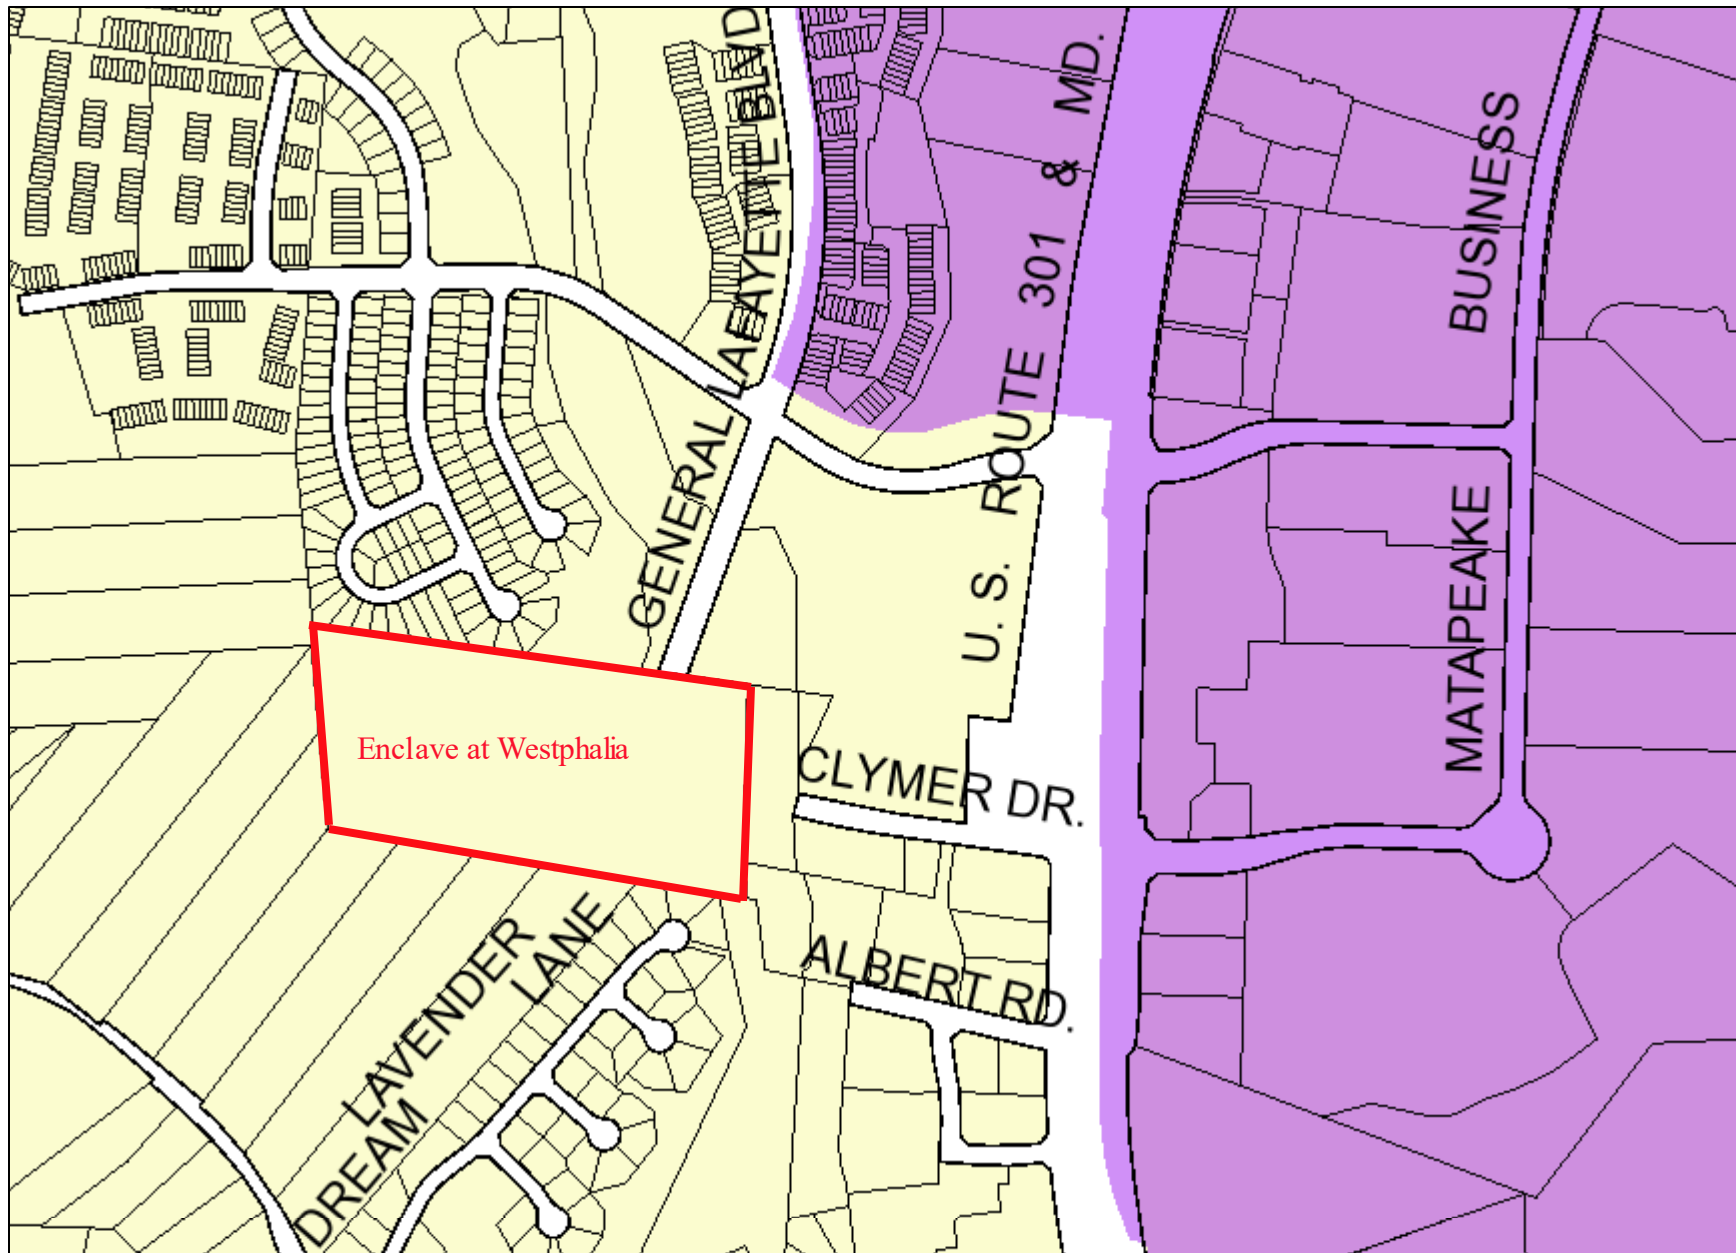 GENERAL LAFAYETTE BLVD
U. S. ROUTE 301 & MD.
BUSINESS
MATAPEAKE
Enclave at Westphalia
CLYMER DR.
ALBERT RD.
LAVENDER
DREAM LANE